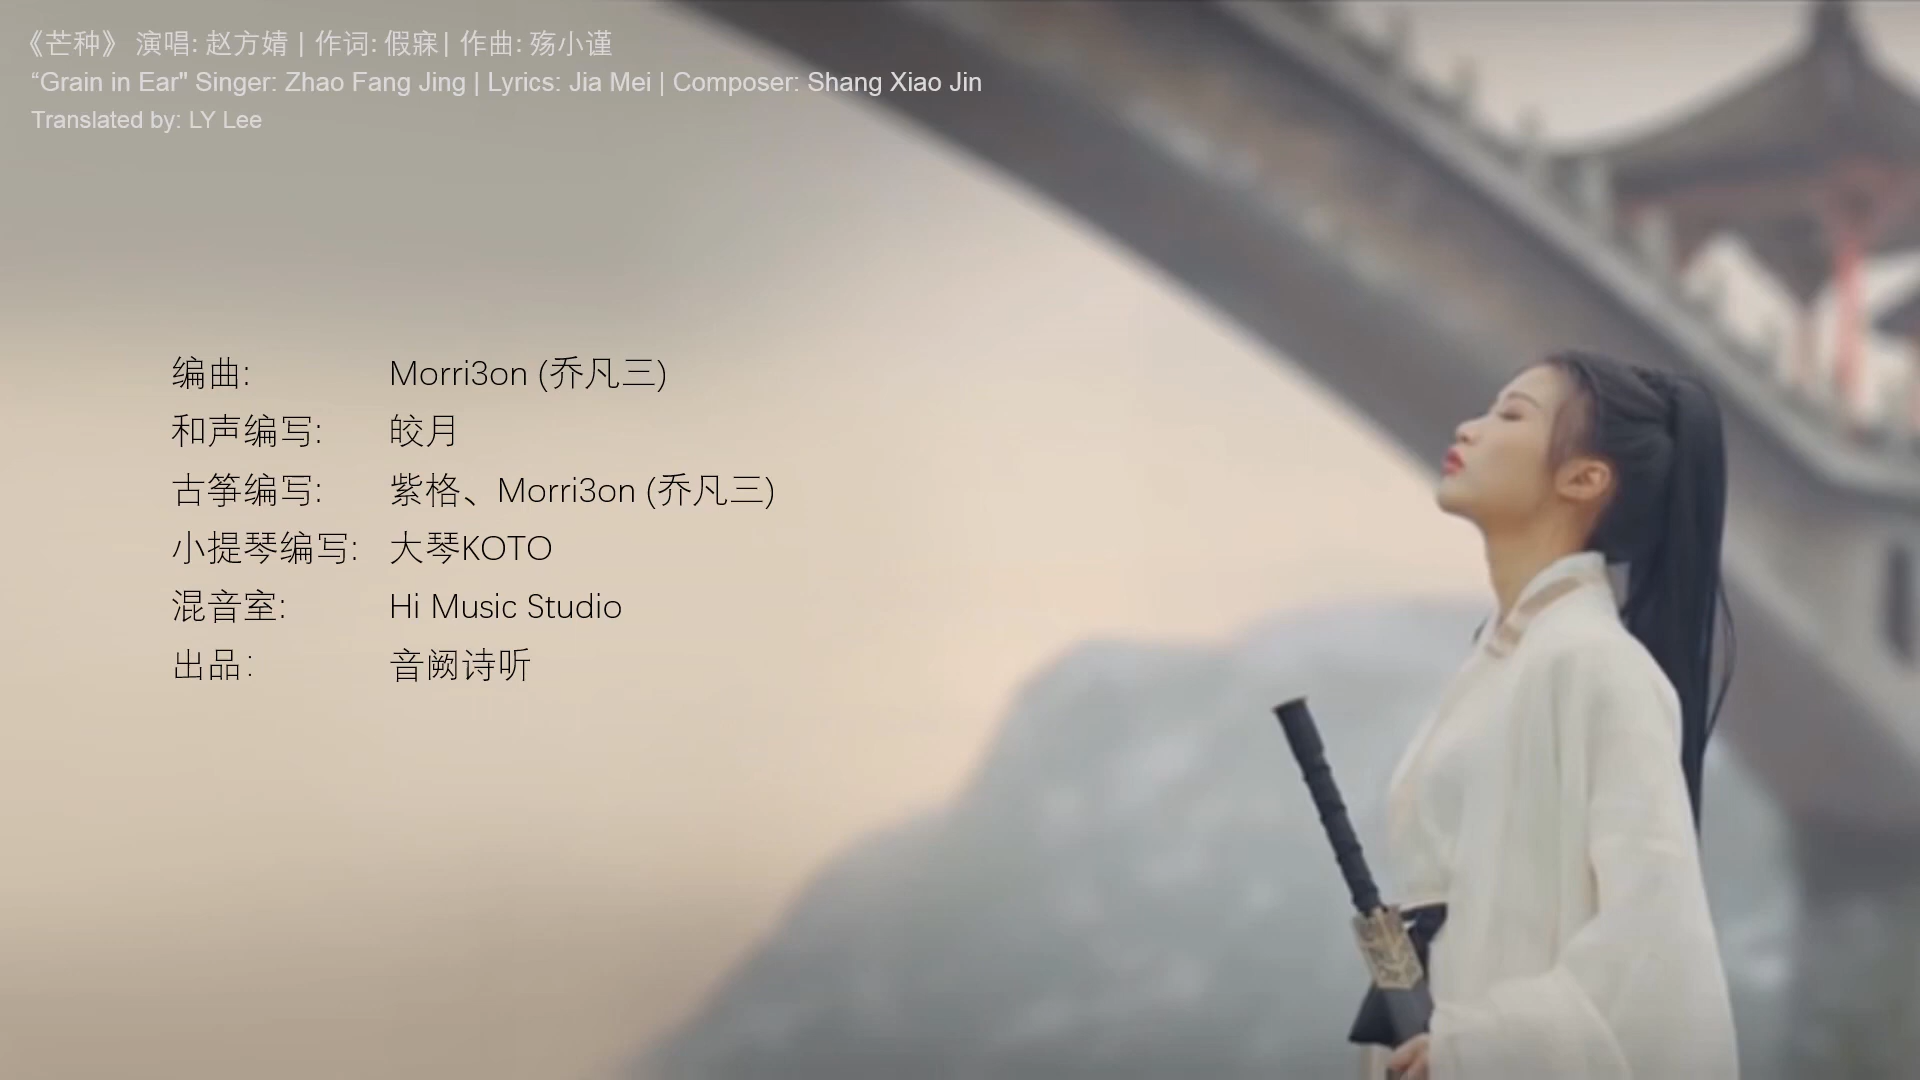 《芒种》 演唱: 赵方婧 | 作词: 假寐 | 作曲: 殇小谨
“Grain in Ear" Singer: Zhao Fang Jing | Lyrics: Jia Mei | Composer: Shang Xiao Jin
Translated by: LY Lee
编曲: Morri3on (乔凡三)
和声编写: 皎月
古筝编写: 紫格、Morri3on (乔凡三)
小提琴编写: 大琴KOTO
混音室: Hi Music Studio
出品: 音阙诗听